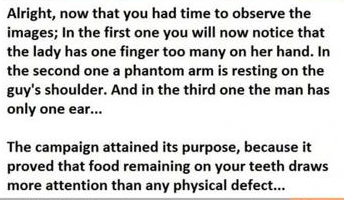 Alright, now that you had time to observe the
images; In the first one you will now notice that
the lady has one finger too many on her hand. In
the second one a phantom arm is resting on the
guy's shoulder. And in the third one the man has
only one ear...
The campaign attained its purpose, because it
proved that food remaining on your teeth draws
more attention than any physical defect...